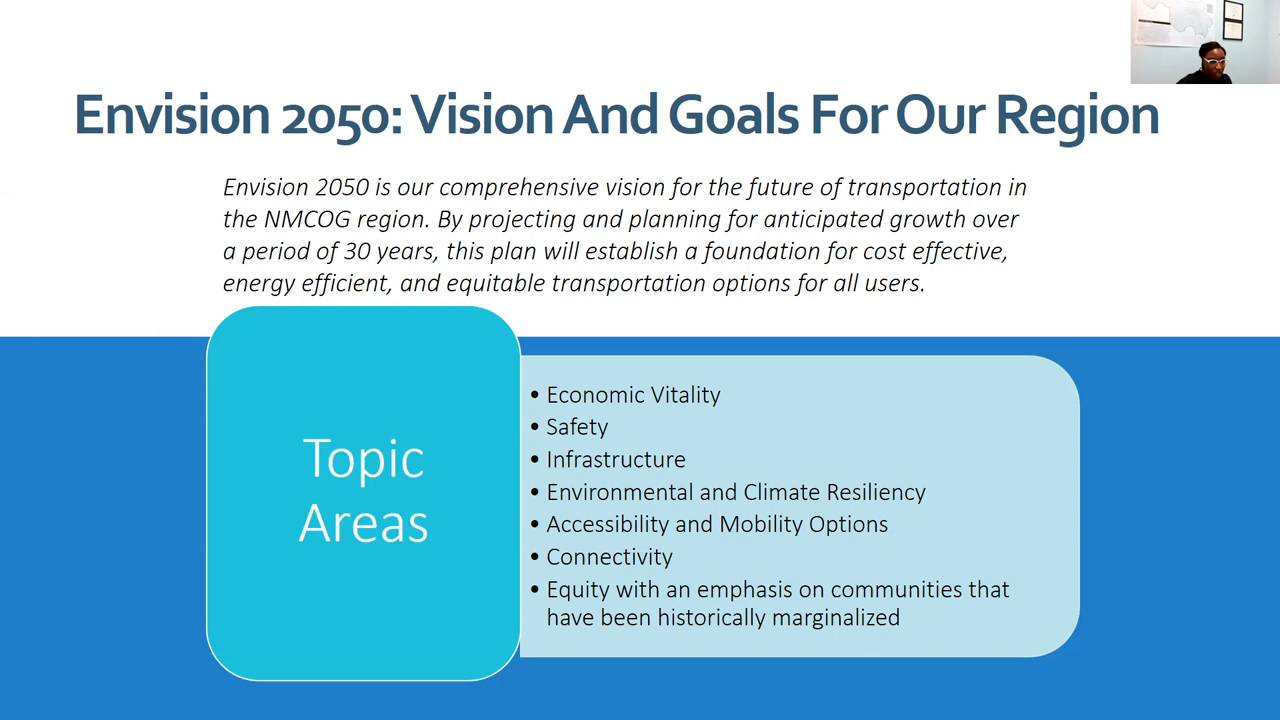 Envision 2050: Vision And Goals For Our Region
Envision 2050 is our comprehensive vision for the future of transportation in
the NMCOG region. By projecting and planning for anticipated growth over
a period of 30 years, this plan will establish a foundation for cost effective,
energy efficient, and equitable transportation options for all users.
Topic
Areas
• Economic Vitality
• Safety
• Infrastructure
• Environmental and Climate Resiliency
• Accessibility and Mobility Options
• Connectivity
• Equity with an emphasis on communities that
have been historically marginalized